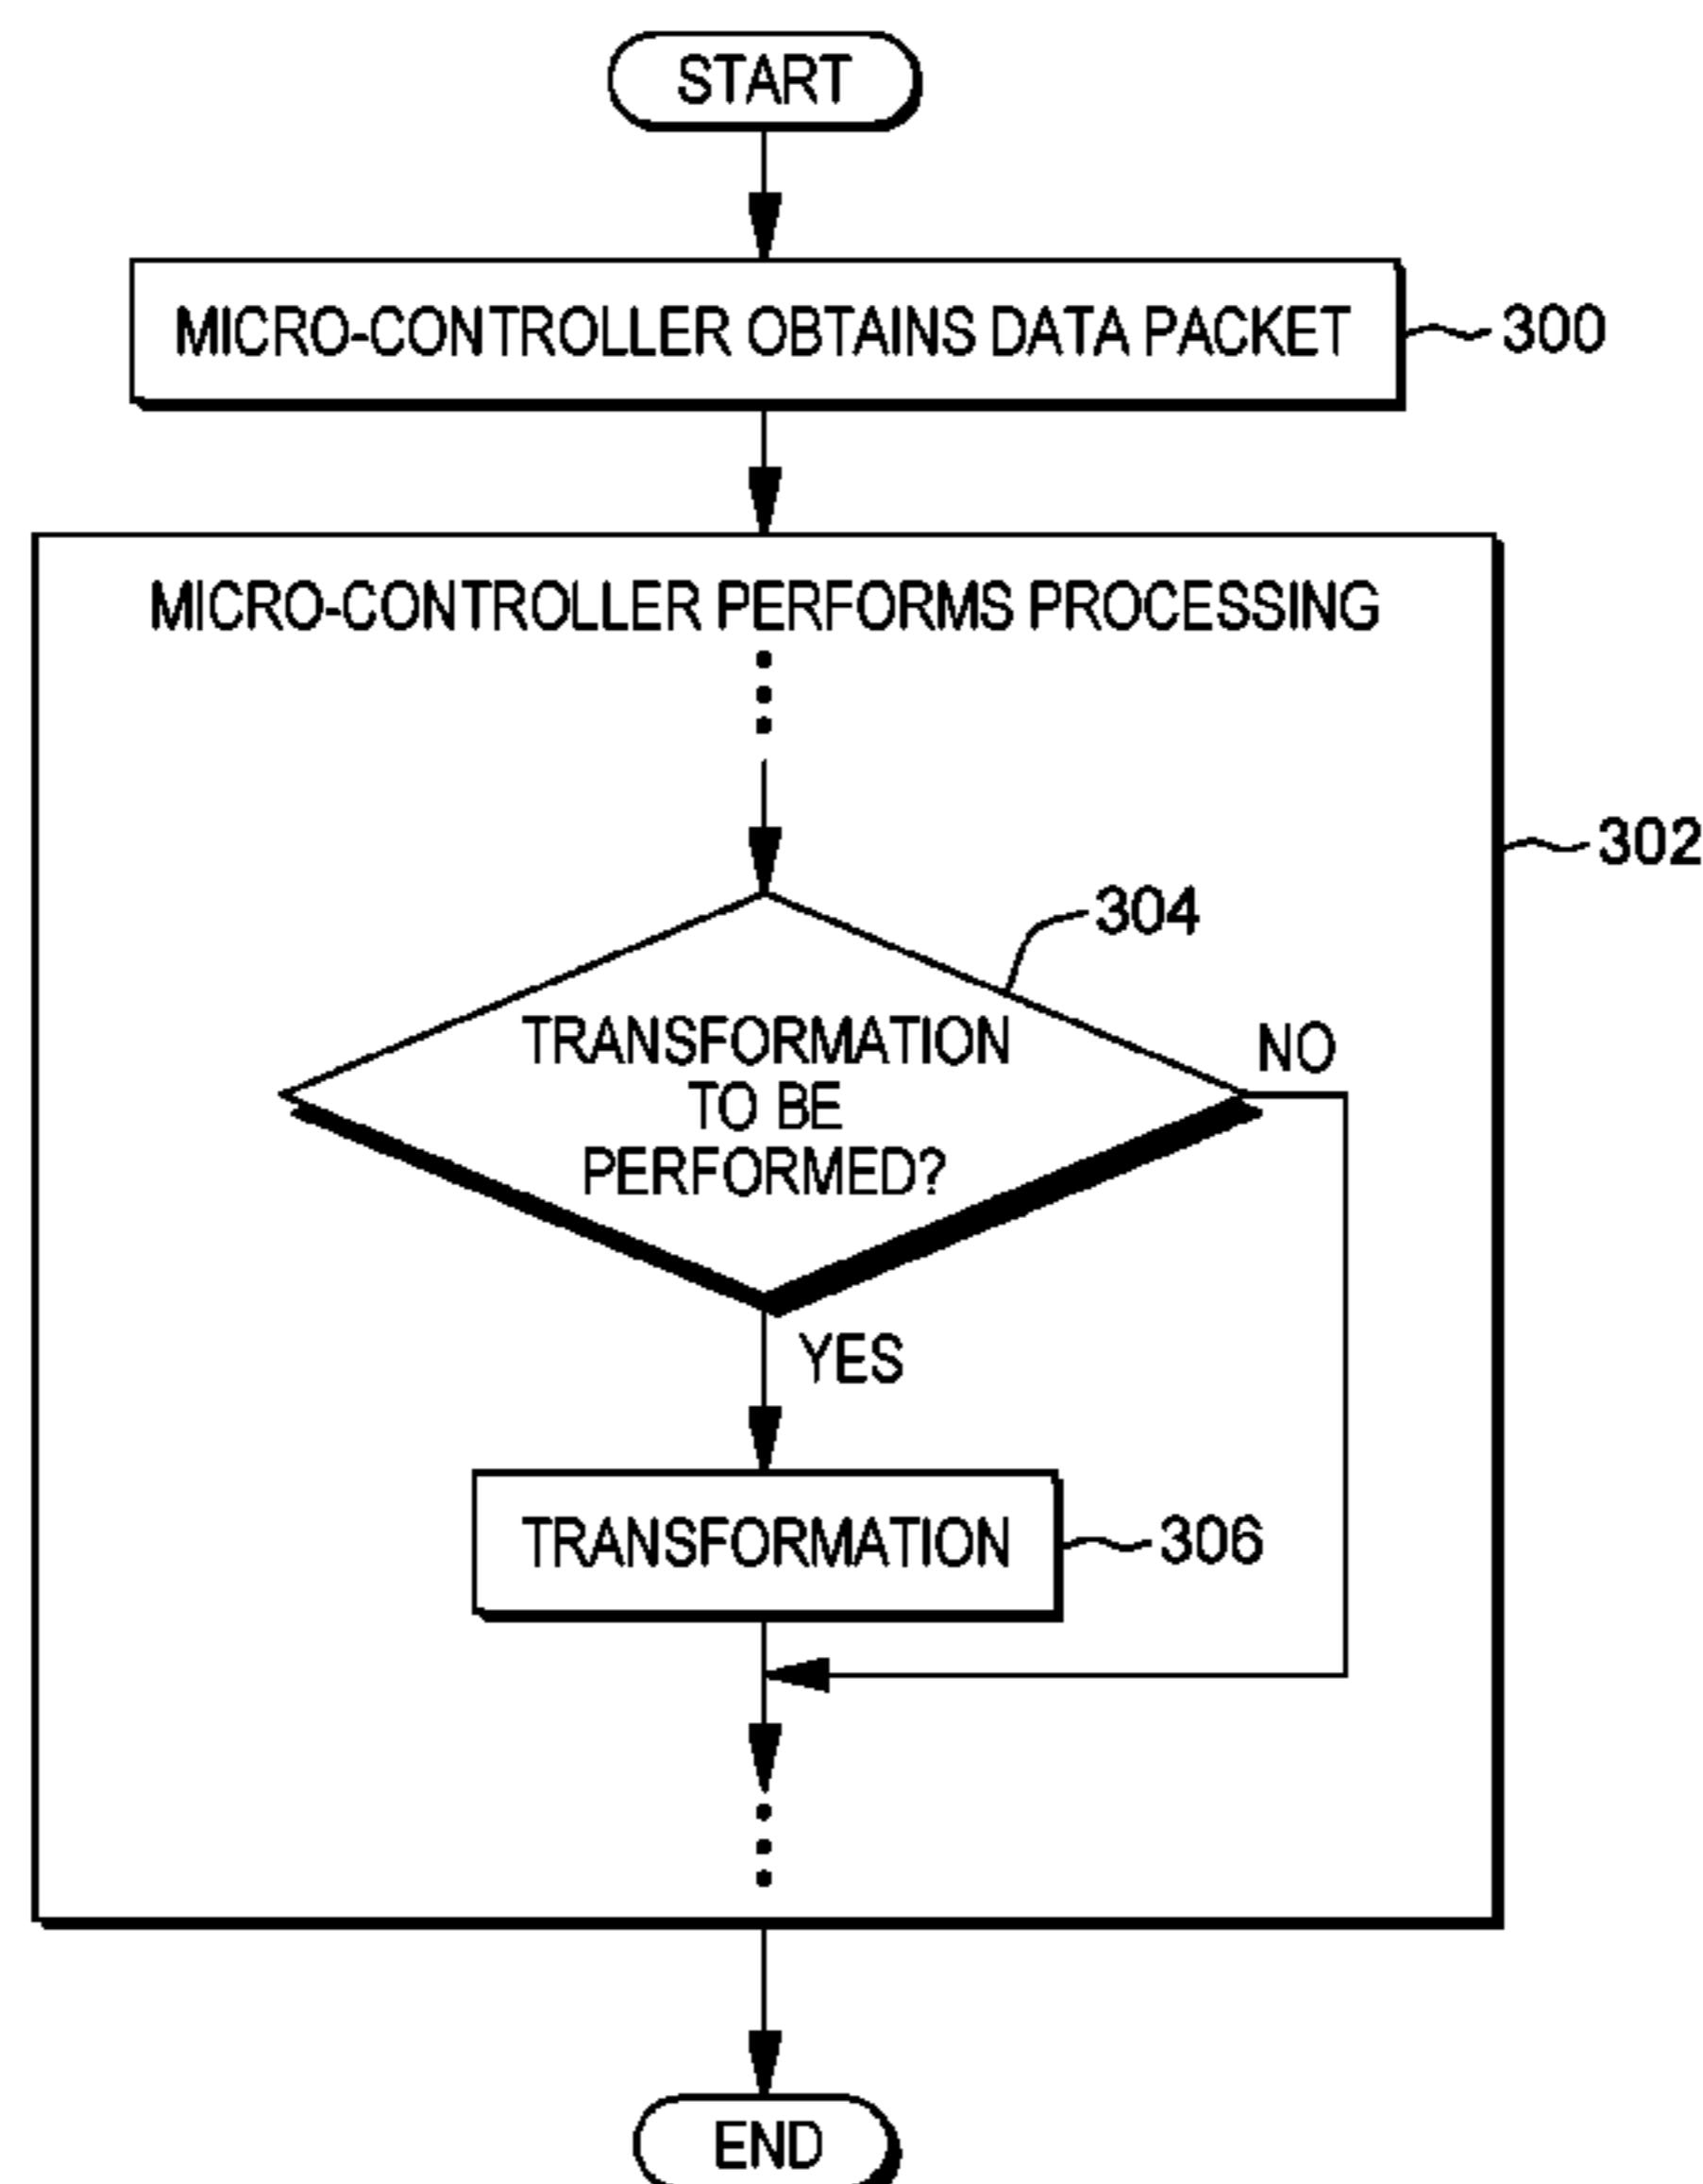 START
MICRO-CONTROLLER OBTAINS DATA PACKET
300
MICRO-CONTROLLER PERFORMS PROCESSING
302
304
TRANSFORMATION
TO BE
PERFORMED?
NO
YES
TRANSFORMATION
306
END